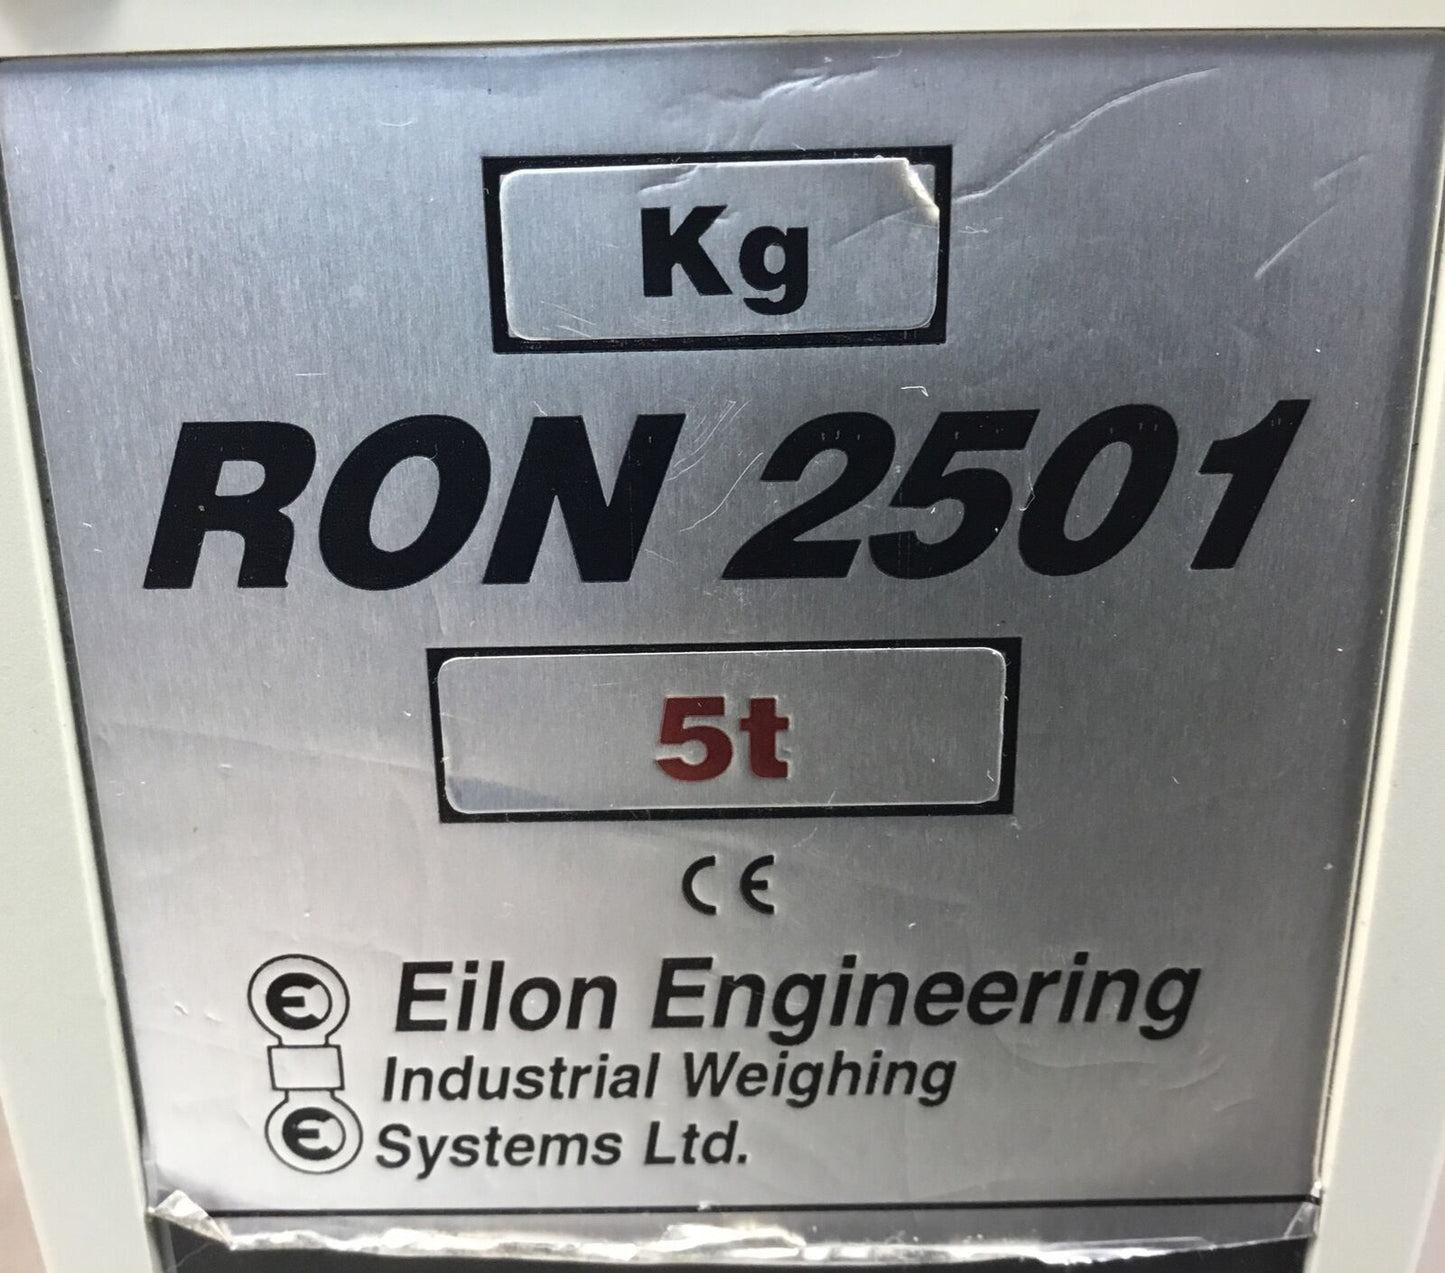 Kg
RON 2501
5t
CE
E
Eilon Engineering
Industrial Weighing
E
Systems Ltd.